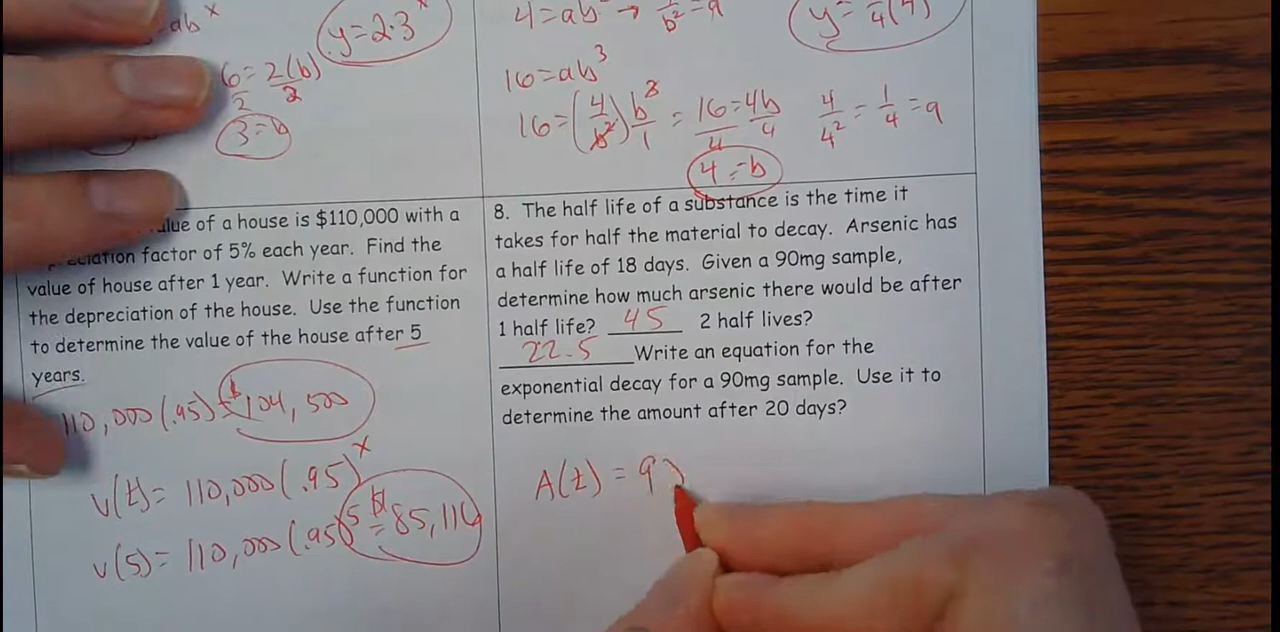 ab^x
y=2·3^x
6/2 = 2(b)/2
3=b
4=ab → /b² = a
y= 1/4(4)
16=ab³
16=(4/b²)b³/1 = 16/4=4b/4 4/4² = 1/4 = a
4=b
alue of a house is $110,000 with a
eciation factor of 5% each year. Find the
value of house after 1 year. Write a function for
the depreciation of the house. Use the function
to determine the value of the house after 5
years.
110,000(.95) = $104,500
v(t)= 110,000(.95)^x
v(5)= 110,000(.95)^5 = $85,116
8. The half life of a substance is the time it
takes for half the material to decay. Arsenic has
a half life of 18 days. Given a 90mg sample,
determine how much arsenic there would be after
1 half life? 45 2 half lives?
22.5 Write an equation for the
exponential decay for a 90mg sample. Use it to
determine the amount after 20 days?
A(t) = 9